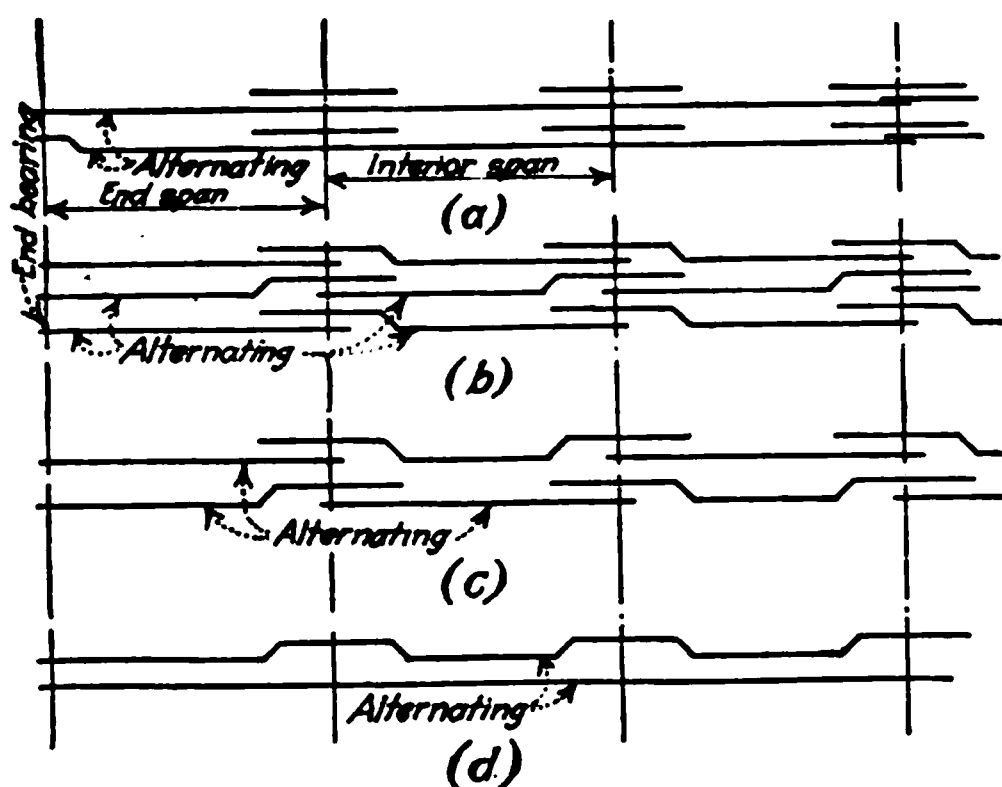 End bearing
Alternating
Interior span
End span
(a)
Alternating
(b)
Alternating
(c)
Alternating
(d)